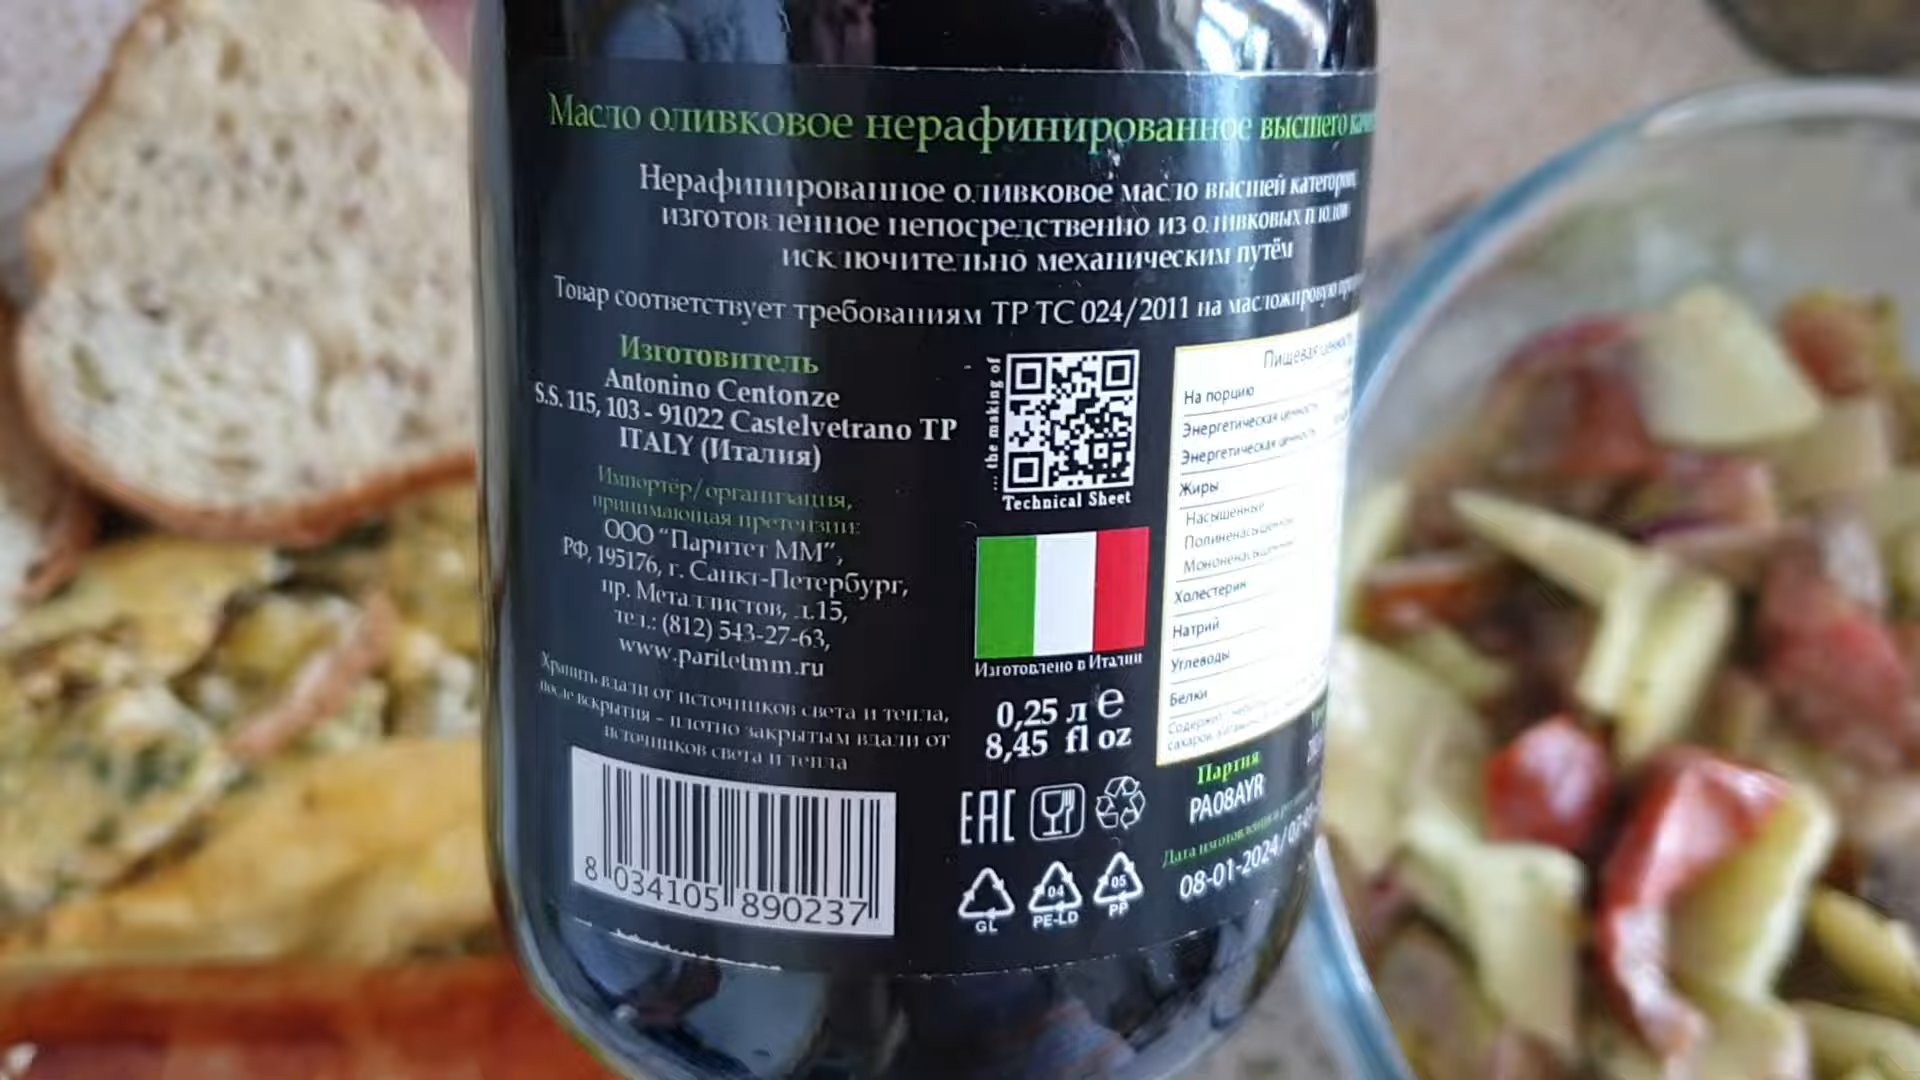 Масло оливковое нерафинированное высшего
Нерафинированное оливковое масло высшей
изготовленное непосредственно из оливковых плодов
исключительно механическим путём
Товар соответствует требованиям ТР ТС 024/2011 на масложировую
Изготовитель
Antonino Centonze
S.S. 115, 103 - 91022 Castelvetrano TP
ITALY (Италия)
Импортёр/организация,
принимающая претензии:
ООО “Паритет ММ”,
РФ, 195176, г. Санкт-Петербург,
пр. Металлистов, д.15,
тел.: (812) 543-27-63,
www.paritetmm.ru
Хранить вдали от источников света и тепла,
после вскрытия – плотно закрытым вдали от
источников света и тепла
8 034105 890237
... the making of
Technical Sheet
Изготовлено в Италии
0,25 л e
8,45 fl oz
EAC
GL
04
PE-LD
05
PP
Пищевая ценность
На порцию
Энергетическая ценность
Энергетическая ценность
Жиры
Насыщенные
Полиненасыщенные
Мононенасыщенные
Холестерин
Натрий
Углеводы
Белки
Партия
PA08AYR
Дата изготовления
08-01-2024/